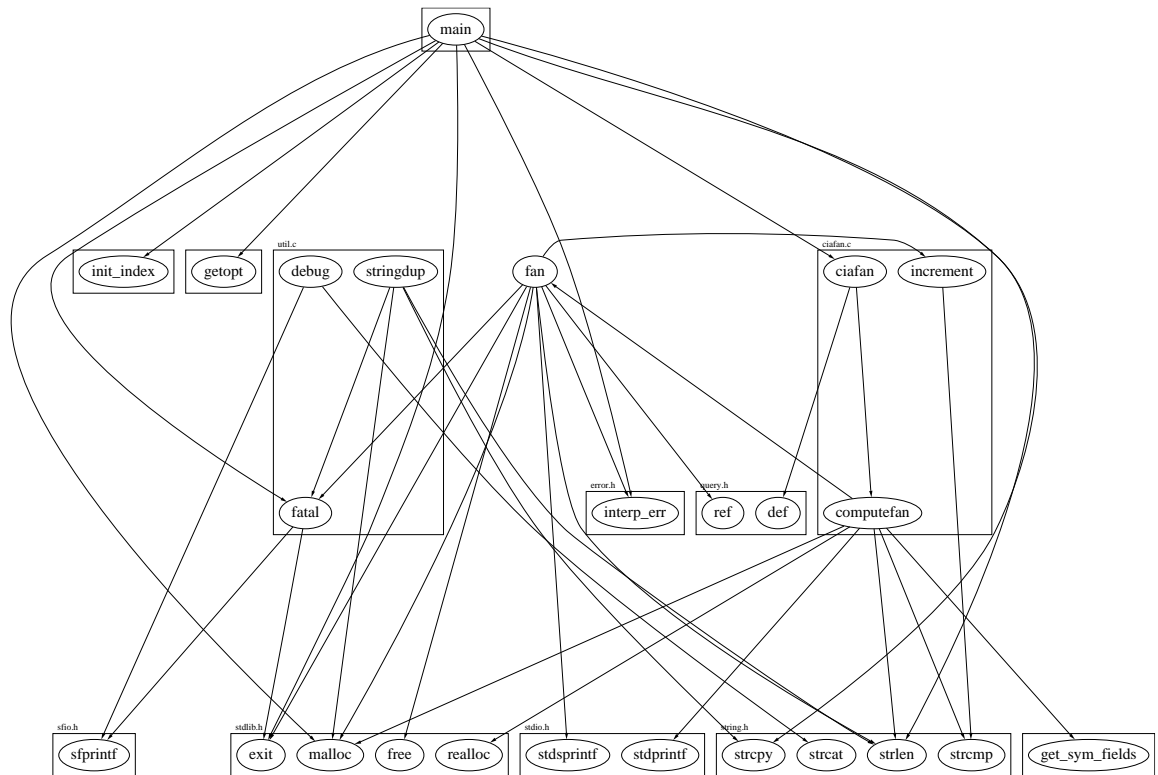 main
util.c
ciafan.c
init_index
getopt
debug
stringdup
fan
ciafan
increment
error.h
query.h
fatal
interp_err
ref
def
computefan
sfio.h
stdlib.h
stdio.h
string.h
sfprintf
exit
malloc
free
realloc
stdsprintf
stdprintf
strcpy
strcat
strlen
strcmp
get_sym_fields